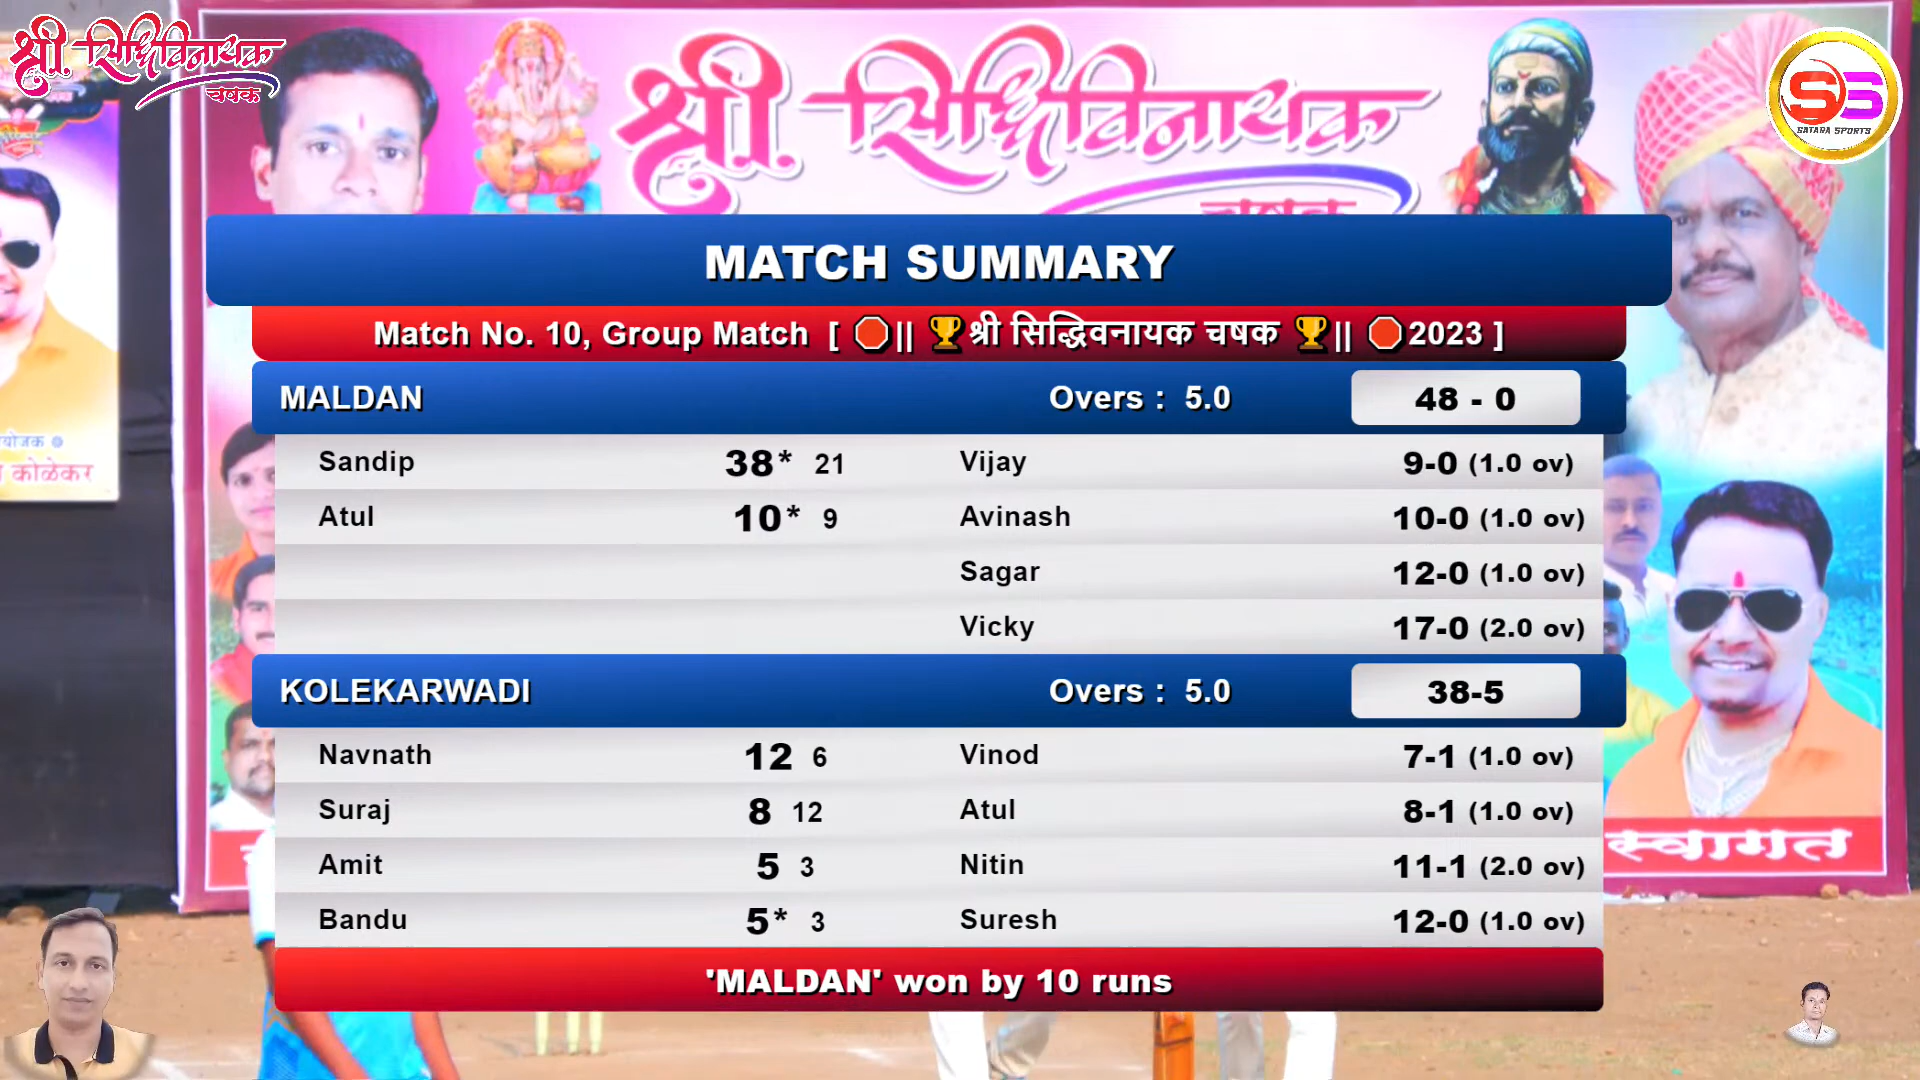 श्री सिद्धिविनायक
चषक
श्री सिद्धिविनायक
चषक
SS
SATARA SPORTS
MATCH SUMMARY
Match No. 10, Group Match [ 🛑|| 🏆श्री सिद्धिवनायक चषक 🏆|| 🛑2023 ]
MALDAN Overs : 5.0 48 - 0
Sandip 38* 21 Vijay 9-0 (1.0 ov)
Atul 10* 9 Avinash 10-0 (1.0 ov)
Sagar 12-0 (1.0 ov)
Vicky 17-0 (2.0 ov)
KOLEKARWADI Overs : 5.0 38-5
Navnath 12 6 Vinod 7-1 (1.0 ov)
Suraj 8 12 Atul 8-1 (1.0 ov)
Amit 5 3 Nitin 11-1 (2.0 ov)
Bandu 5* 3 Suresh 12-0 (1.0 ov)
'MALDAN' won by 10 runs
कोळेकर
स्वागत